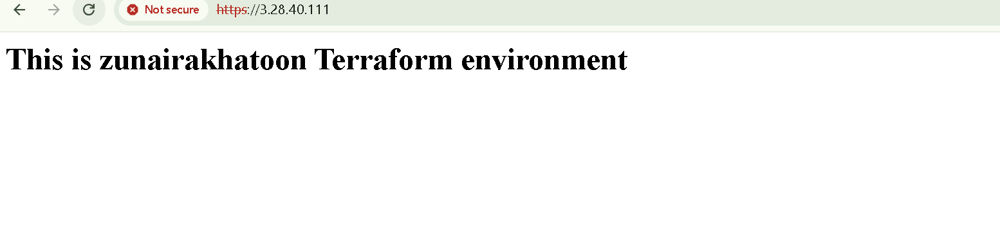 Not secure https://3.28.40.111
This is zunairakhatoon Terraform environment